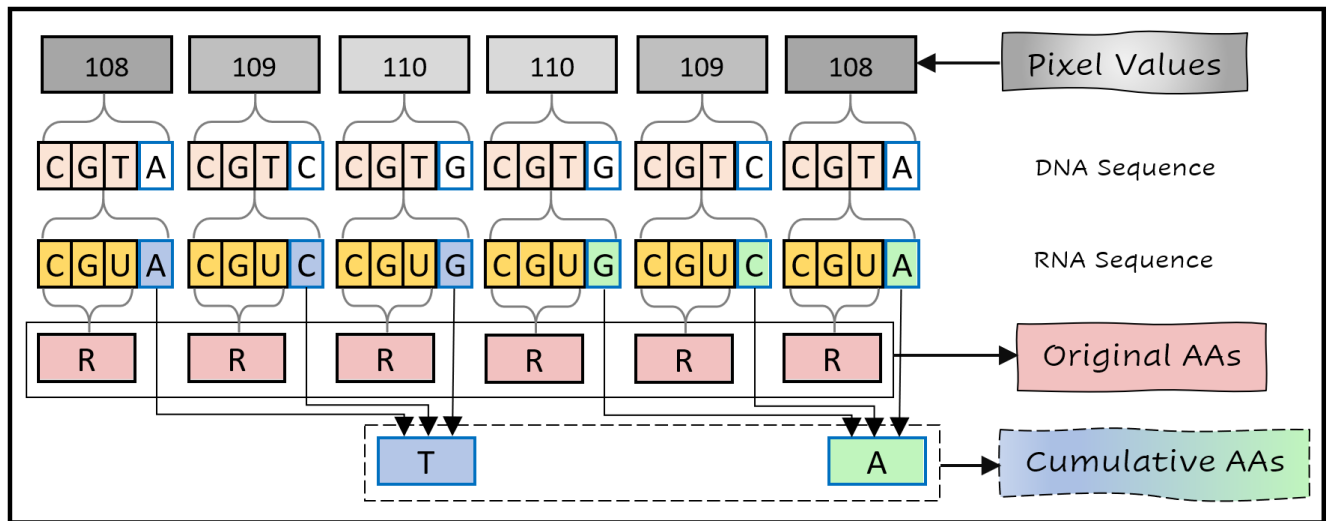 108 109 110 110 109 108 Pixel Values
C G T A C G T C C G T G C G T G C G T C C G T A DNA Sequence
C G U A C G U C C G U G C G U G C G U C C G U A RNA Sequence
R R R R R R Original AAs
T A Cumulative AAs